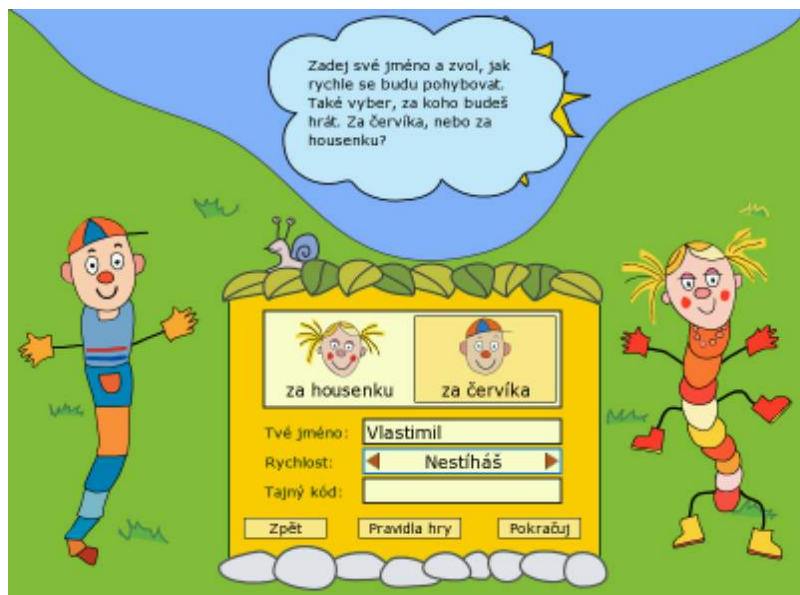 Zadej své jméno a zvol, jak
rychle se budu pohybovat.
Také vyber, za koho budeš
hrát. Za červíka, nebo za
housenku?
za housenku
za červíka
Tvé jméno: Vlastimil
Rychlost: Nestíháš
Tajný kód:
Zpět
Pravidla hry
Pokračuj